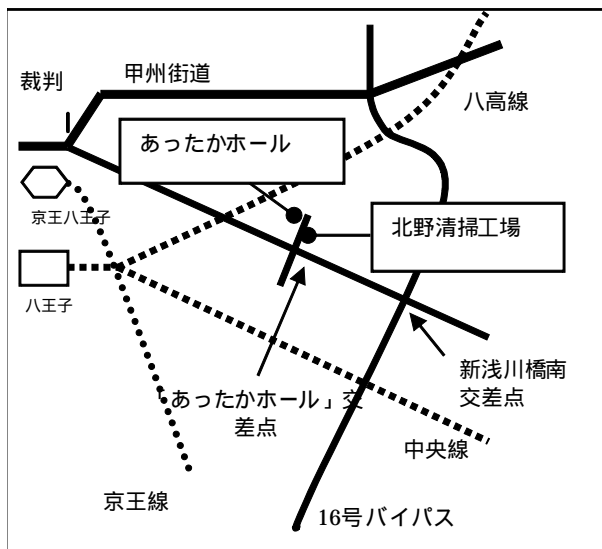 甲州街道
裁判
八高線
あったかホール
京王八王子
北野清掃工場
八王子
新浅川橋南
交差点
「あったかホール」交
差点
中央線
京王線
16号バイパス